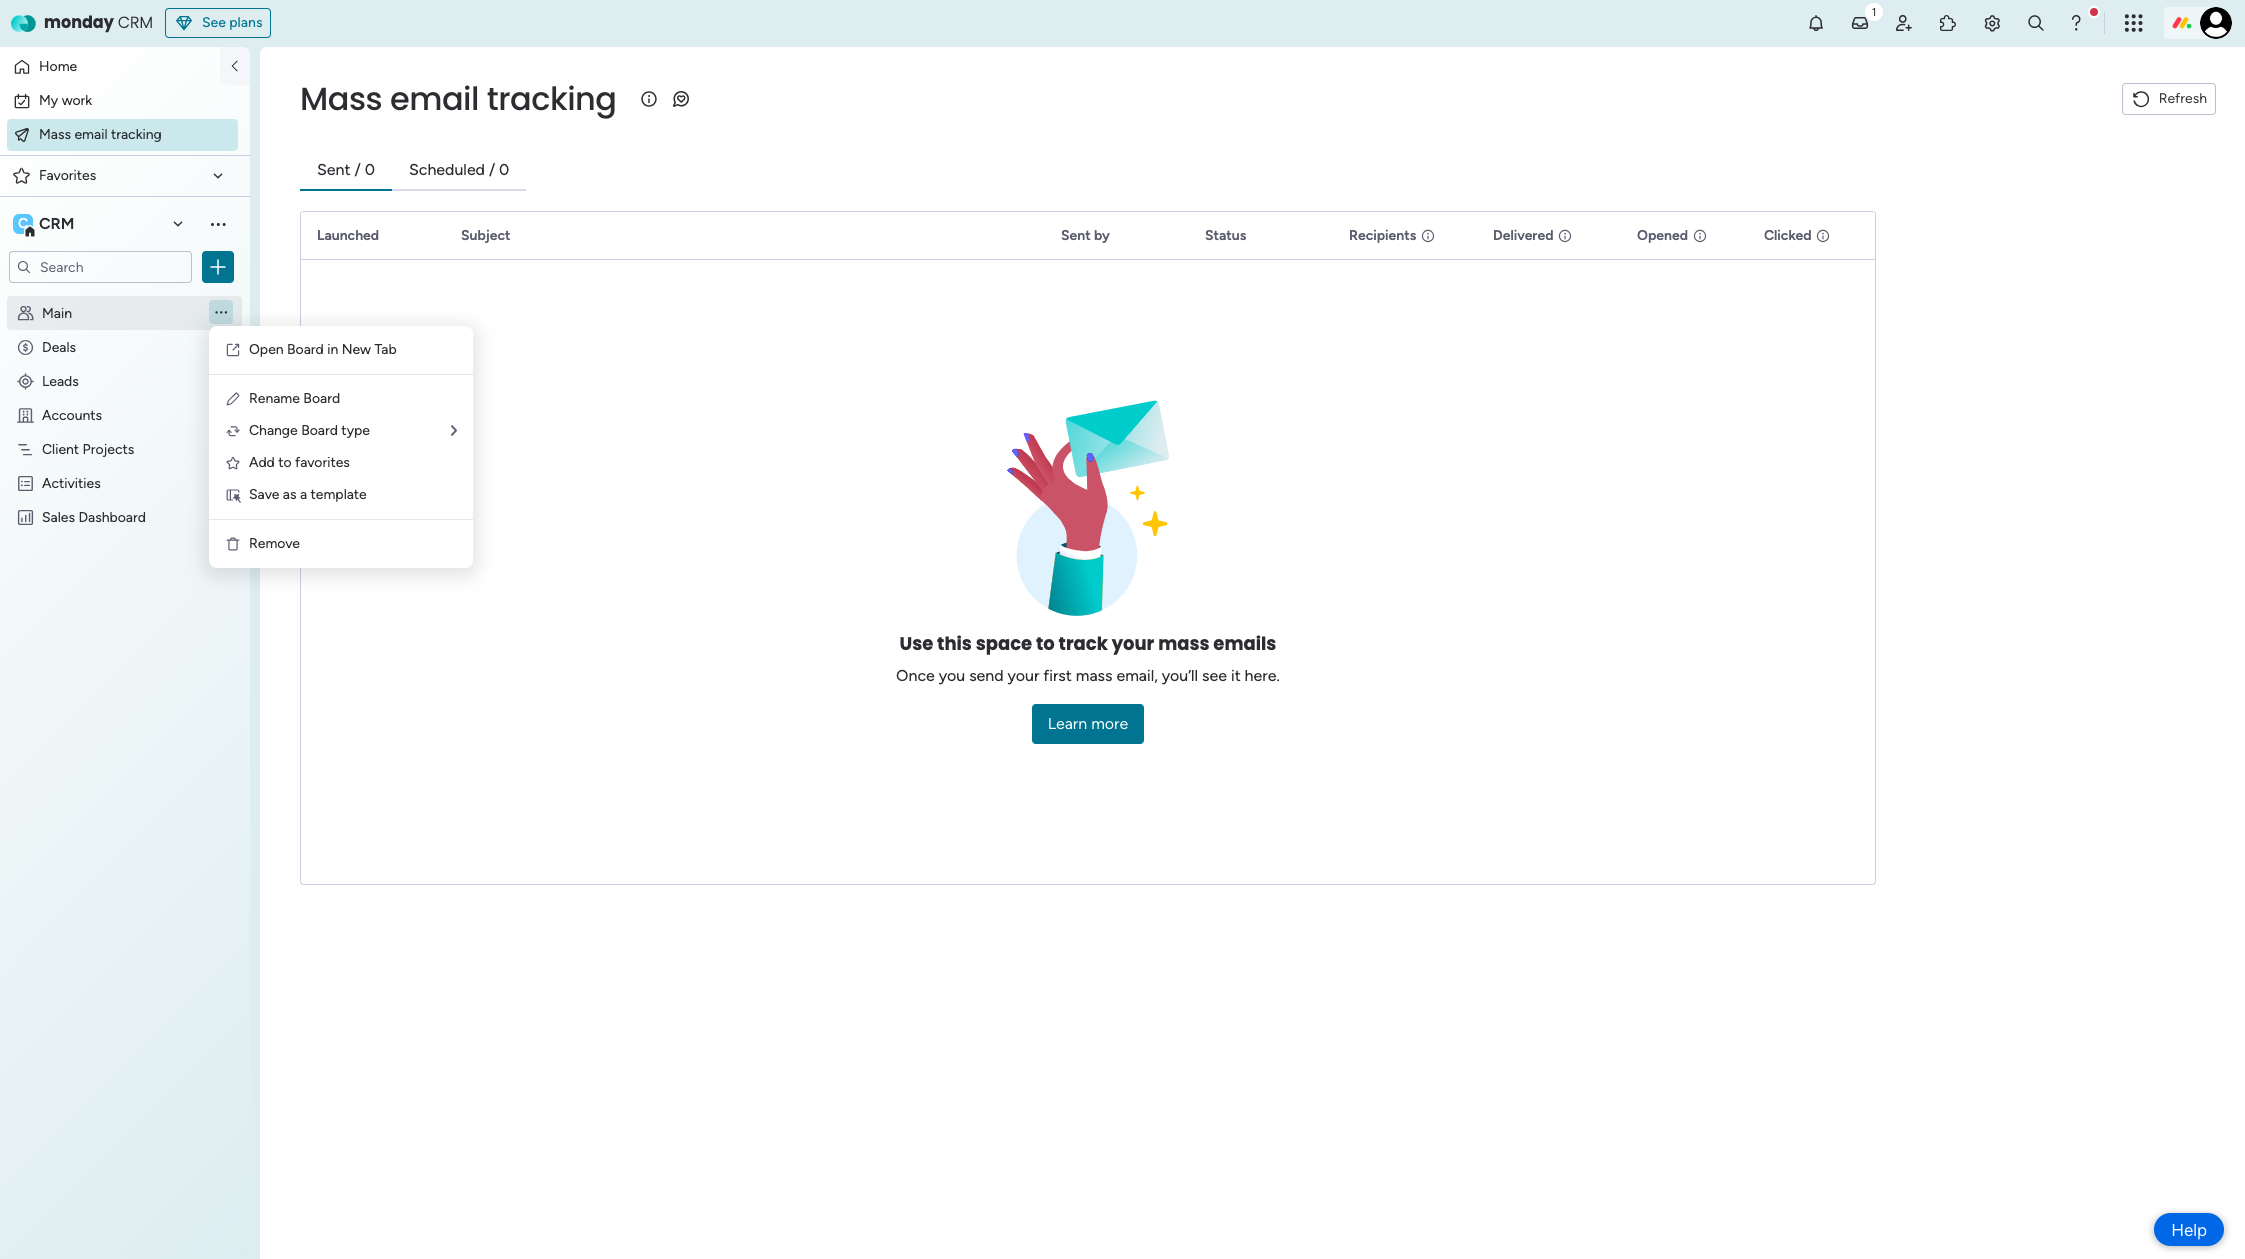 monday CRM See plans 1
Home
My work
Mass email tracking
Favorites
C CRM
Search
Main
Deals
Leads
Accounts
Client Projects
Activities
Sales Dashboard
Open Board in New Tab
Rename Board
Change Board type
Add to favorites
Save as a template
Remove
Mass email tracking
Refresh
Sent / 0 Scheduled / 0
Launched Subject Sent by Status Recipients Delivered Opened Clicked
Use this space to track your mass emails
Once you send your first mass email, you'll see it here.
Learn more
Help